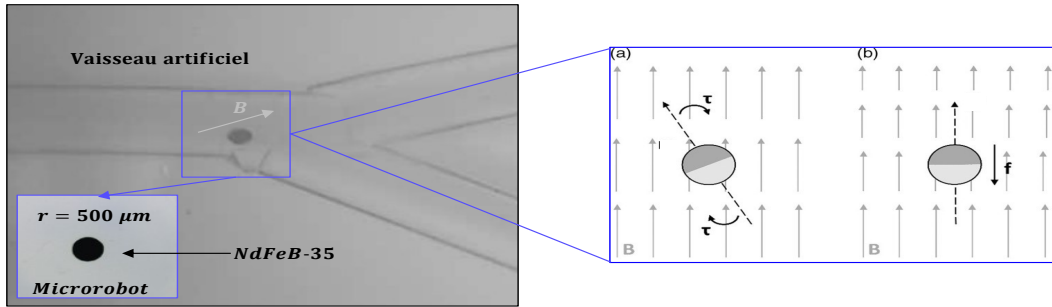 Vaisseau artificiel
B
r = 500 μm
NdFeB-35
Microrobot
(a)
τ
τ
B
(b)
f
B